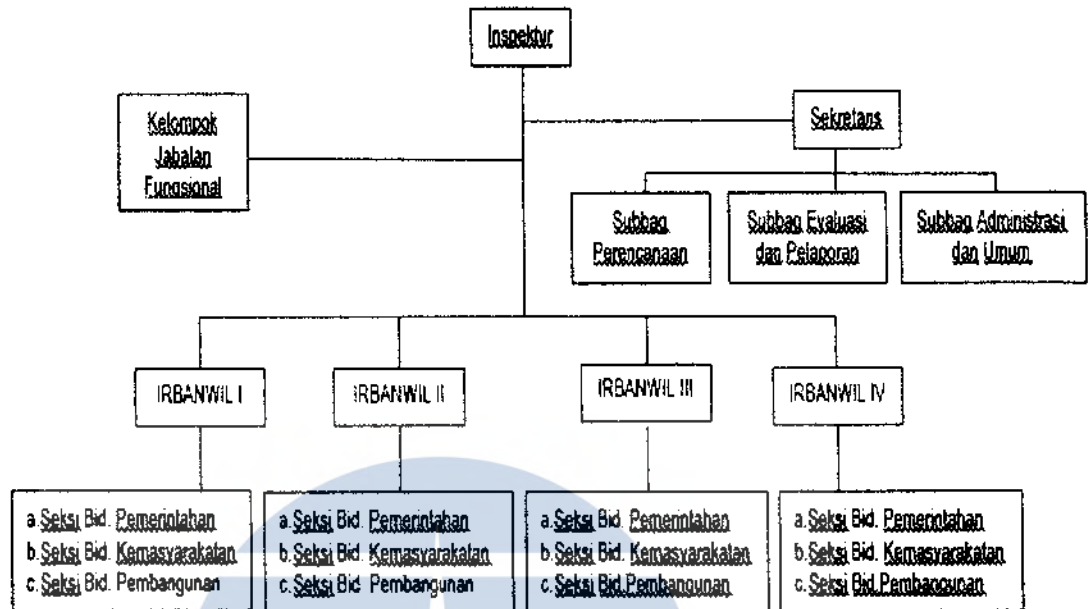 Inspektur
Kelompok
Jabalan
Fungsional
Sekretans
Subbag
Perencanaan
Subbag Evaluasi
dan Pelaporan
Subbag Administrasi
dan Umum
IRBANWIL I
IRBANWIL II
IRBANWIL III
IRBANWIL IV
a. Seksi Bid. Pemerintahan
b. Seksi Bid. Kemasyarakatan
c. Seksi Bid. Pembangunan
a. Seksi Bid. Pemerintahan
b. Seksi Bid. Kemasyarakatan
c. Seksi Bid. Pembangunan
a. Seksi Bid. Pemerintahan
b. Seksi Bid. Kemasyarakatan
c. Seksi Bid.Pembangunan
a. Seksi Bid. Pemerintahan
b. Seksi Bid. Kemasyarakatan
c. Seksi Bid.Pembangunan